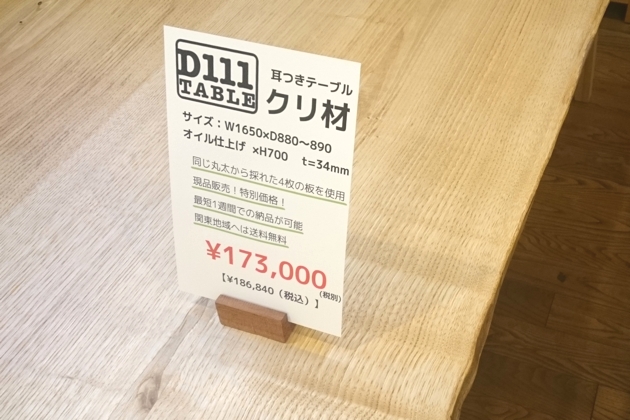 D111
TABLE
耳つきテーブル
クリ材
サイズ：W1650×D880〜890
オイル仕上げ ×H700 t=34mm
同じ丸太から採れた4枚の板を使用
現品販売！特別価格！
最短1週間での納品が可能
関東地域へは送料無料
¥173,000
(税別)
【¥186,840（税込）】